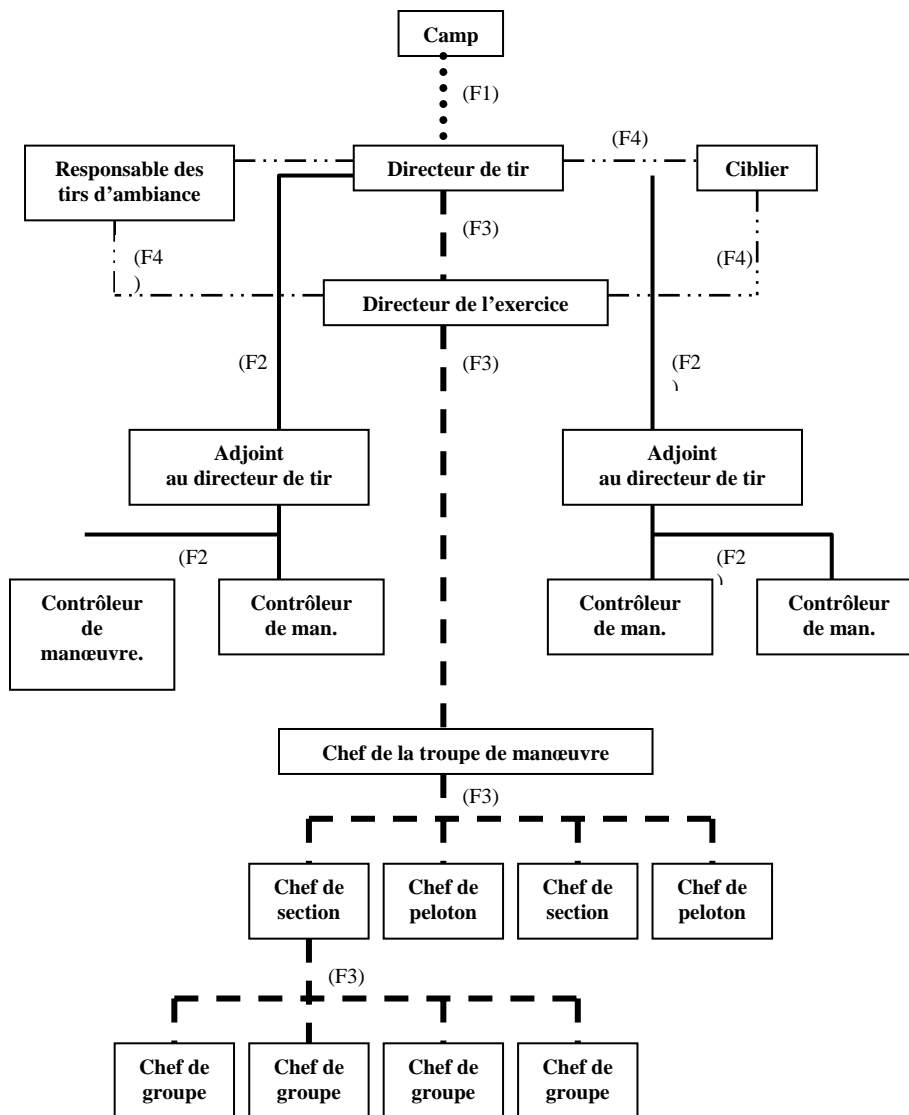 Camp
(F1)
(F4)
Responsable des
tirs d'ambiance
Directeur de tir
Ciblier
(F3)
(F4
)
(F4)
Directeur de l'exercice
(F2
(F3)
(F2
)
Adjoint
au directeur de tir
Adjoint
au directeur de tir
(F2
(F2
)
Contrôleur
de
manœuvre.
Contrôleur
de man.
Contrôleur
de man.
Contrôleur
de man.
Chef de la troupe de manœuvre
(F3)
Chef de
section
Chef de
peloton
Chef de
section
Chef de
peloton
(F3)
Chef de
groupe
Chef de
groupe
Chef de
groupe
Chef de
groupe